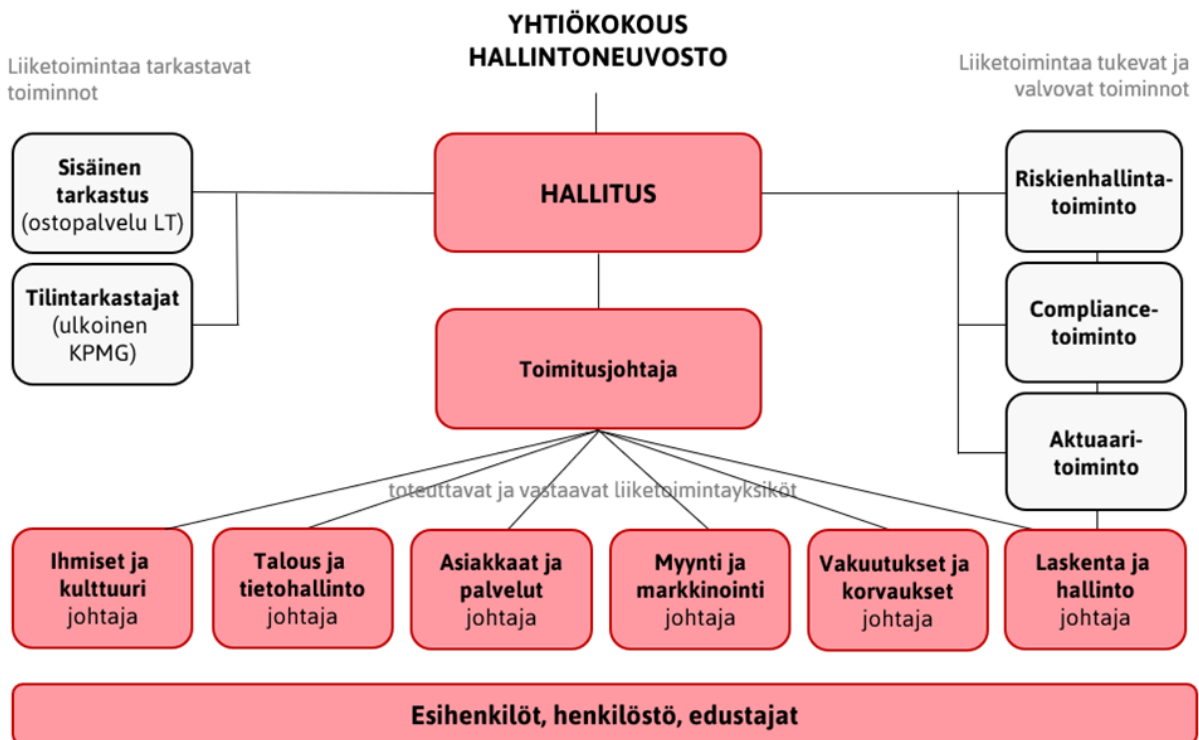 YHTIÖKOKOUS
HALLINTONEUVOSTO
Liiketoimintaa tarkastavat
toiminnot
Liiketoimintaa tukevat ja
valvovat toiminnot
Sisäinen
tarkastus
(ostopalvelu LT)
HALLITUS
Riskienhallinta-
toiminto
Tilintarkastajat
(ulkoinen
KPMG)
Compliance-
toiminto
Toimitusjohtaja
Aktuaari-
toiminto
toteuttavat ja vastaavat liiketoimintayksiköt
Ihmiset ja
kulttuuri
johtaja
Talous ja
tietohallinto
johtaja
Asiakkaat ja
palvelut
johtaja
Myynti ja
markkinointi
johtaja
Vakuutukset ja
korvaukset
johtaja
Laskenta ja
hallinto
johtaja
Esihenkilöt, henkilöstö, edustajat